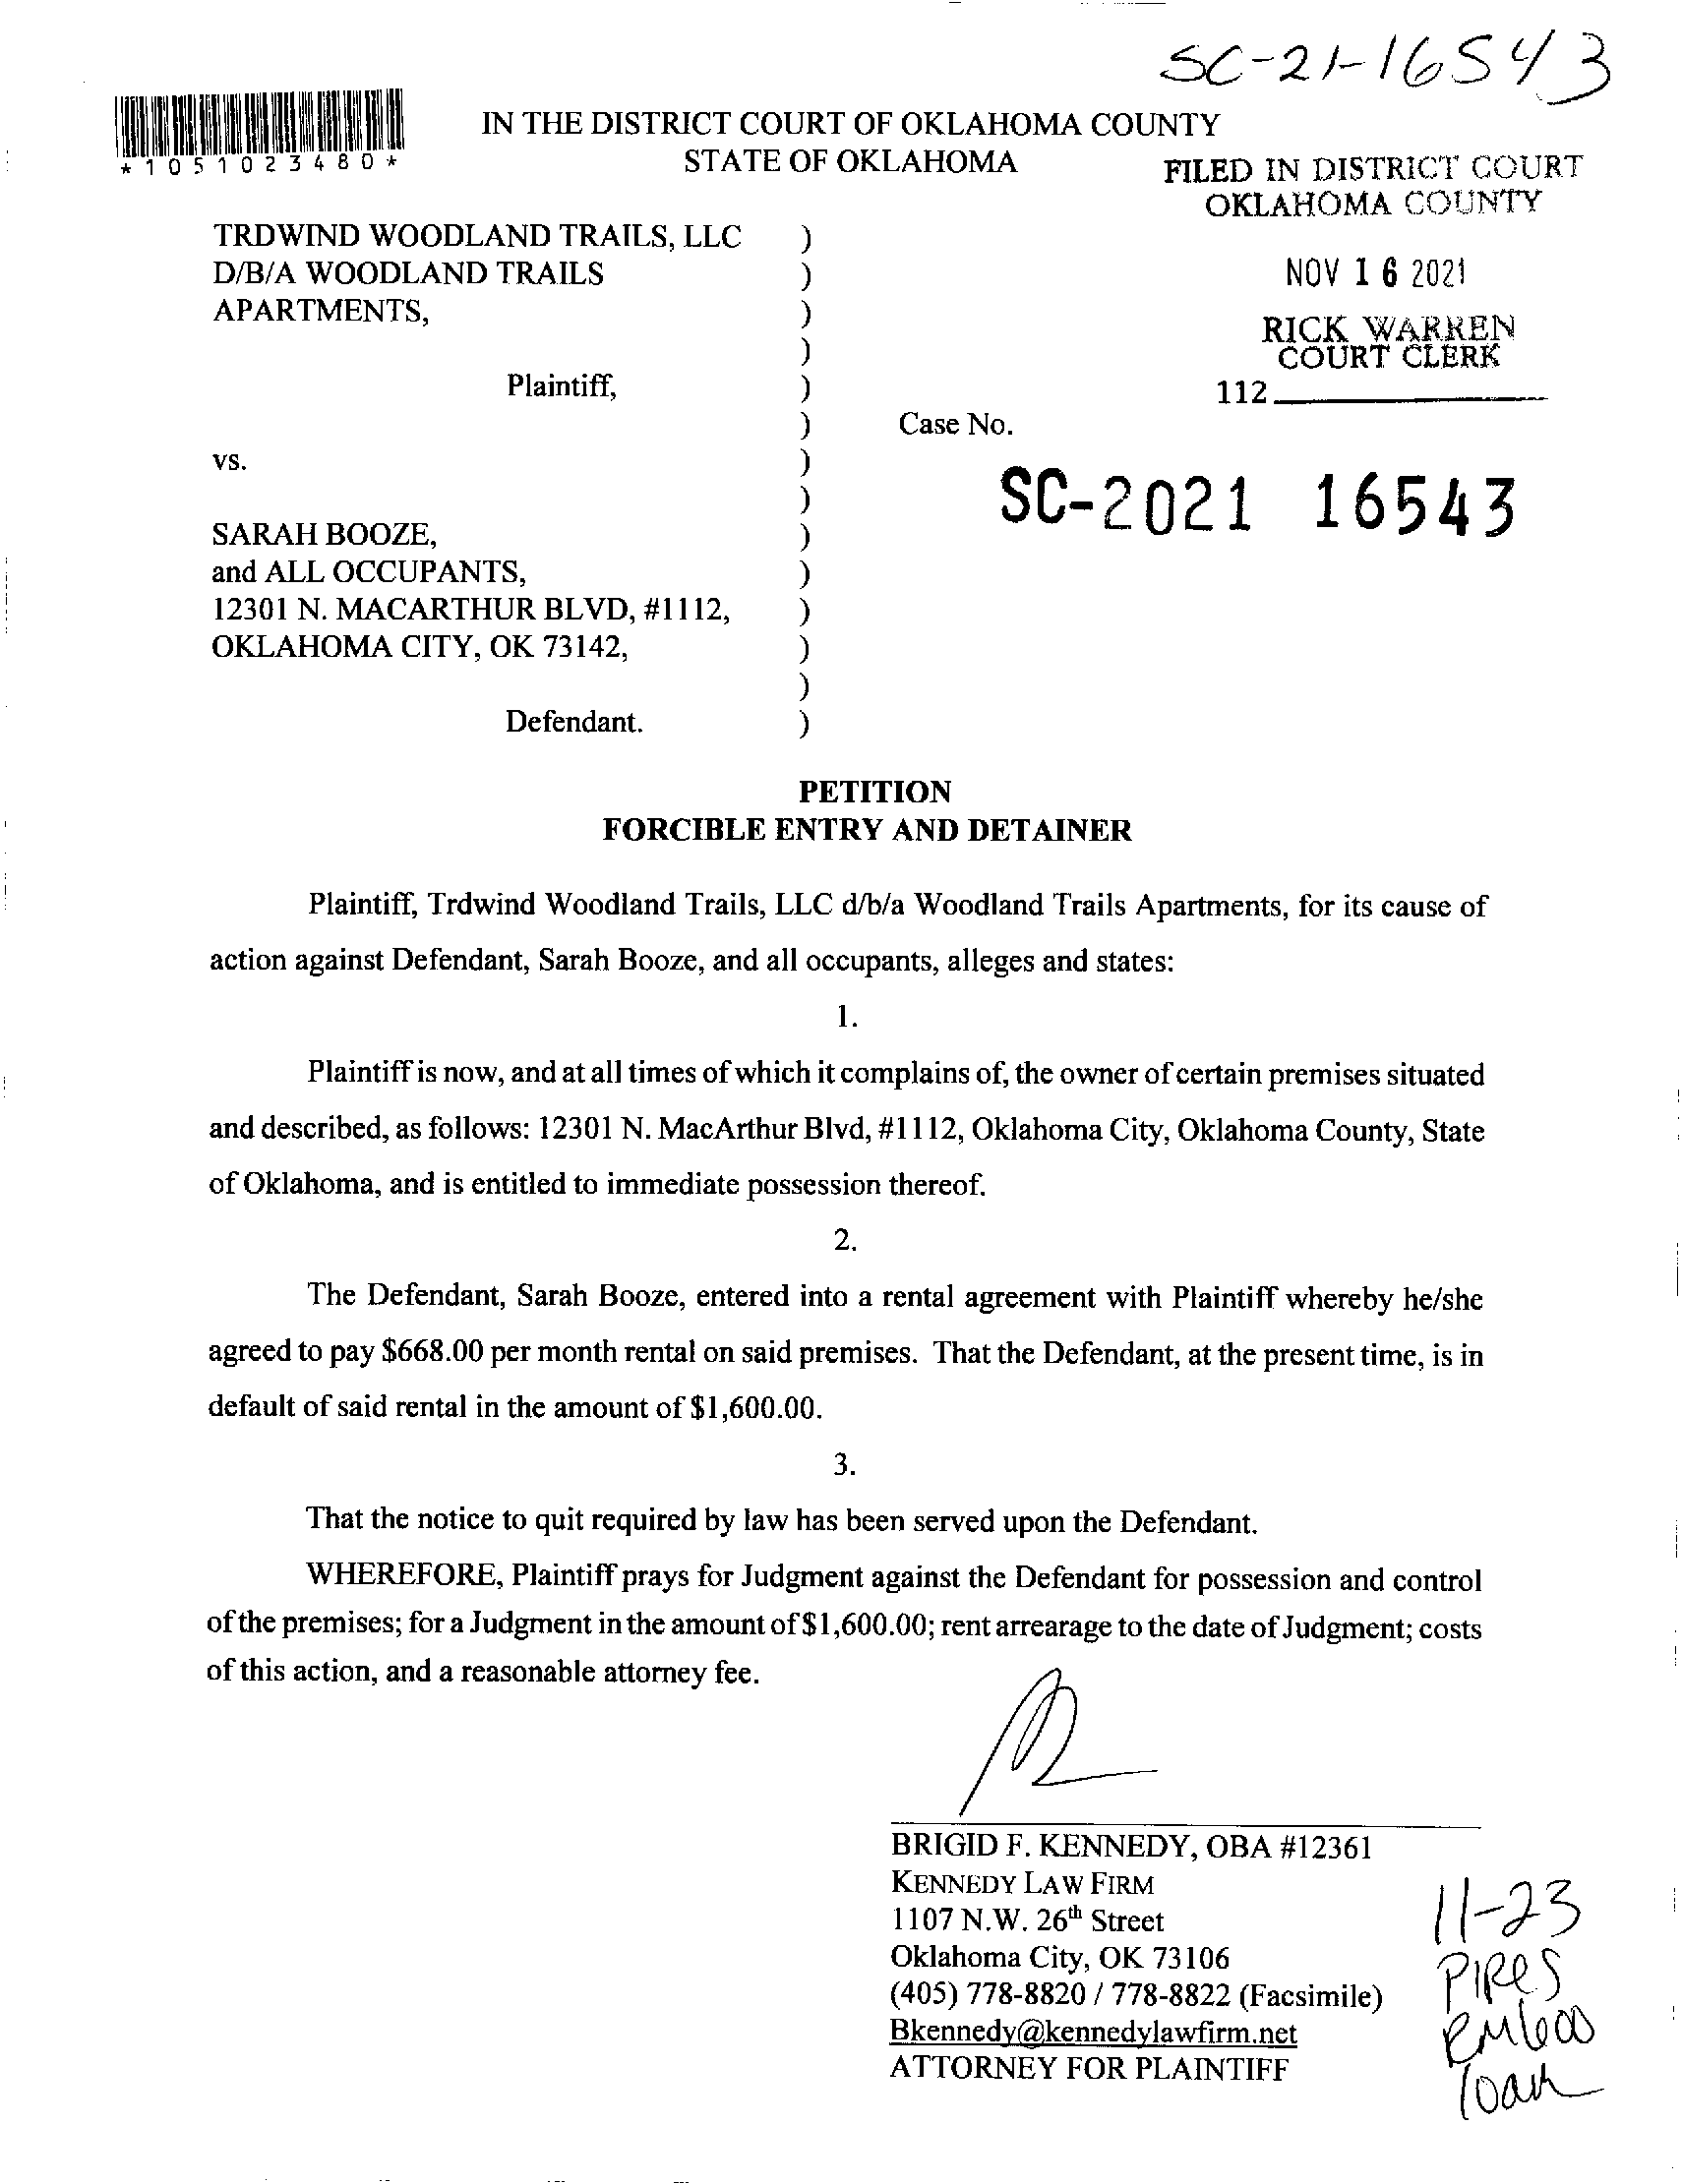 SC-21-16543
*1051023480*
IN THE DISTRICT COURT OF OKLAHOMA COUNTY
STATE OF OKLAHOMA
FILED IN DISTRICT COURT
OKLAHOMA COUNTY
NOV 16 2021
RICK WARREN
COURT CLERK
112
TRDWIND WOODLAND TRAILS, LLC )
D/B/A WOODLAND TRAILS )
APARTMENTS, )
)
Plaintiff, )
) Case No.
vs. )
) SC-2021 16543
SARAH BOOZE, )
and ALL OCCUPANTS, )
12301 N. MACARTHUR BLVD, #1112, )
OKLAHOMA CITY, OK 73142, )
)
Defendant. )
PETITION
FORCIBLE ENTRY AND DETAINER
Plaintiff, Trdwind Woodland Trails, LLC d/b/a Woodland Trails Apartments, for its cause of
action against Defendant, Sarah Booze, and all occupants, alleges and states:
1.
Plaintiff is now, and at all times of which it complains of, the owner of certain premises situated
and described, as follows: 12301 N. MacArthur Blvd, #1112, Oklahoma City, Oklahoma County, State
of Oklahoma, and is entitled to immediate possession thereof.
2.
The Defendant, Sarah Booze, entered into a rental agreement with Plaintiff whereby he/she
agreed to pay $668.00 per month rental on said premises. That the Defendant, at the present time, is in
default of said rental in the amount of $1,600.00.
3.
That the notice to quit required by law has been served upon the Defendant.
WHEREFORE, Plaintiff prays for Judgment against the Defendant for possession and control
of the premises; for a Judgment in the amount of $1,600.00; rent arrearage to the date of Judgment; costs
of this action, and a reasonable attorney fee.
BRIGID F. KENNEDY, OBA #12361
KENNEDY LAW FIRM
1107 N.W. 26th Street
Oklahoma City, OK 73106
(405) 778-8820 / 778-8822 (Facsimile)
Bkennedy@kennedylawfirm.net
ATTORNEY FOR PLAINTIFF
11-23
PIRES